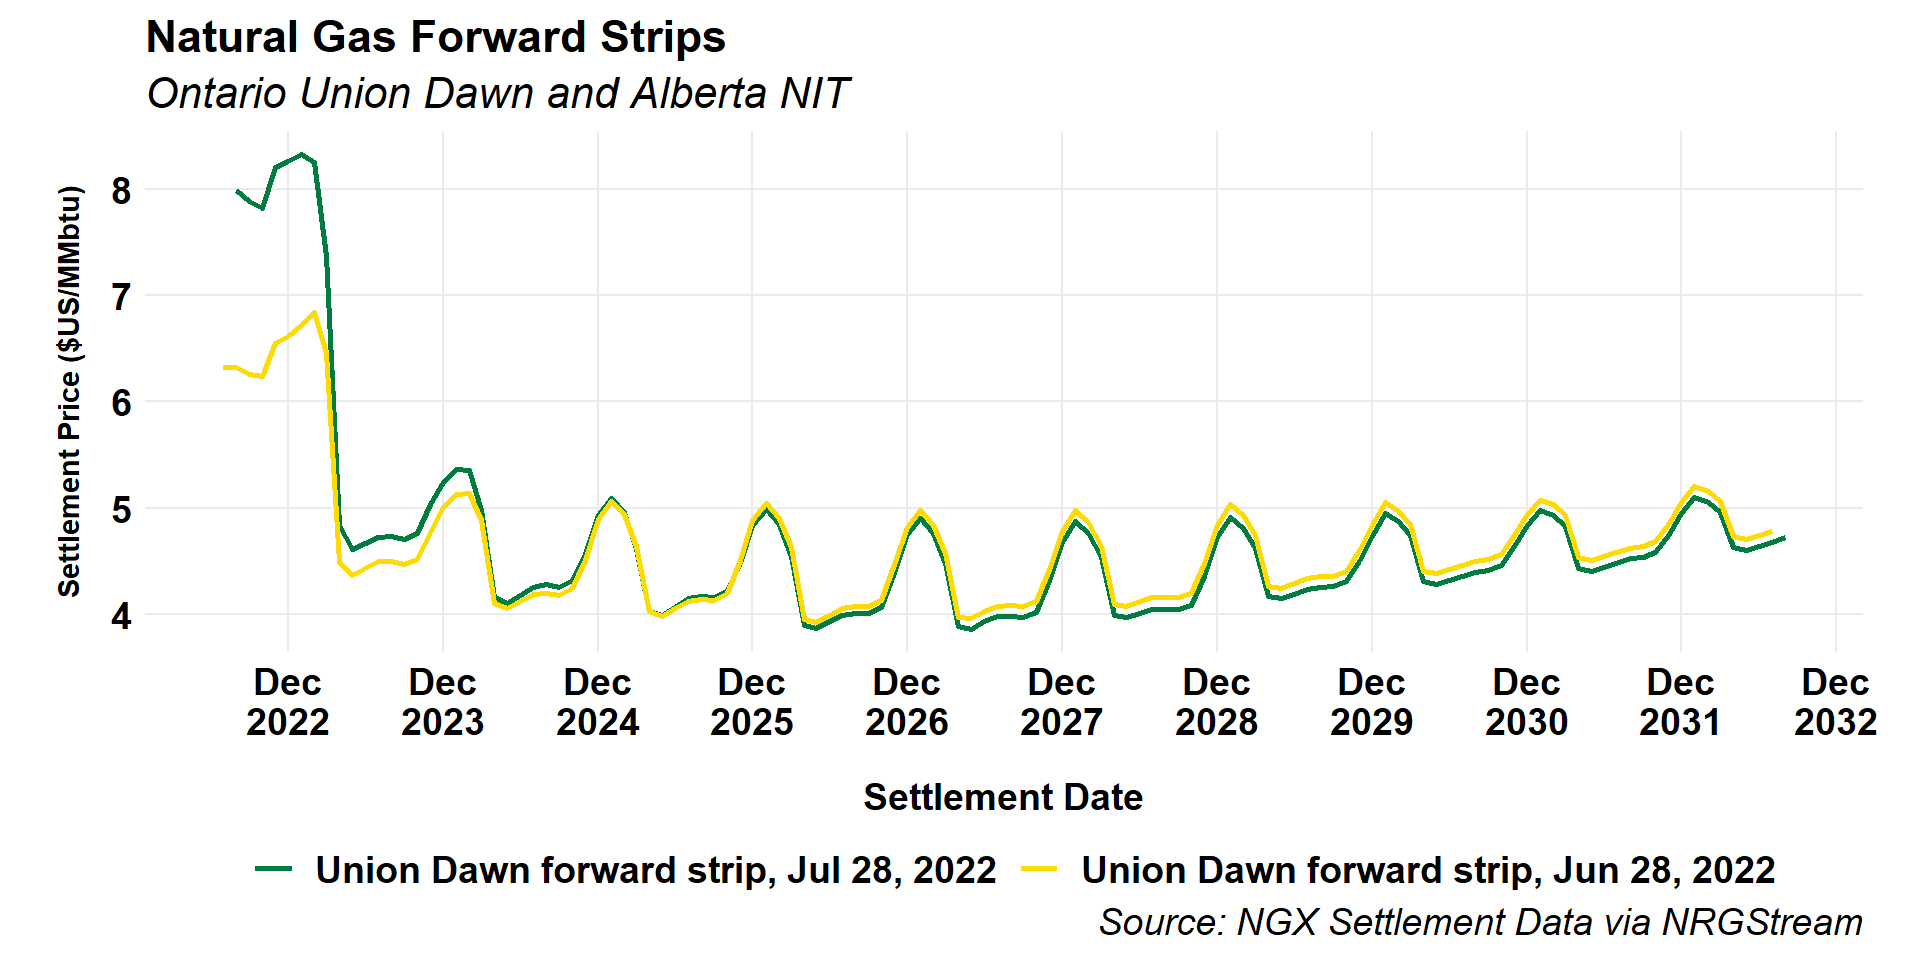 Natural Gas Forward Strips
Ontario Union Dawn and Alberta NIT
Settlement Price ($US/MMbtu)
8
7
6
5
4
Dec 2022
Dec 2023
Dec 2024
Dec 2025
Dec 2026
Dec 2027
Dec 2028
Dec 2029
Dec 2030
Dec 2031
Dec 2032
Settlement Date
Union Dawn forward strip, Jul 28, 2022
Union Dawn forward strip, Jun 28, 2022
Source: NGX Settlement Data via NRGStream